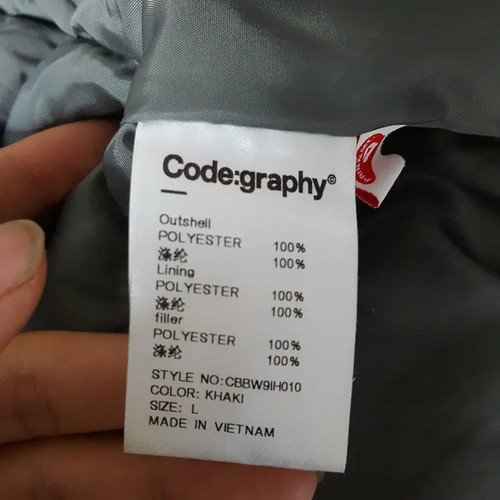 Code:graphy©
Outshell
POLYESTER 100%
涤纶 100%
Lining
POLYESTER 100%
涤纶 100%
filler
POLYESTER 100%
涤纶 100%
STYLE NO:CBBW9IH010
COLOR: KHAKI
SIZE: L
MADE IN VIETNAM